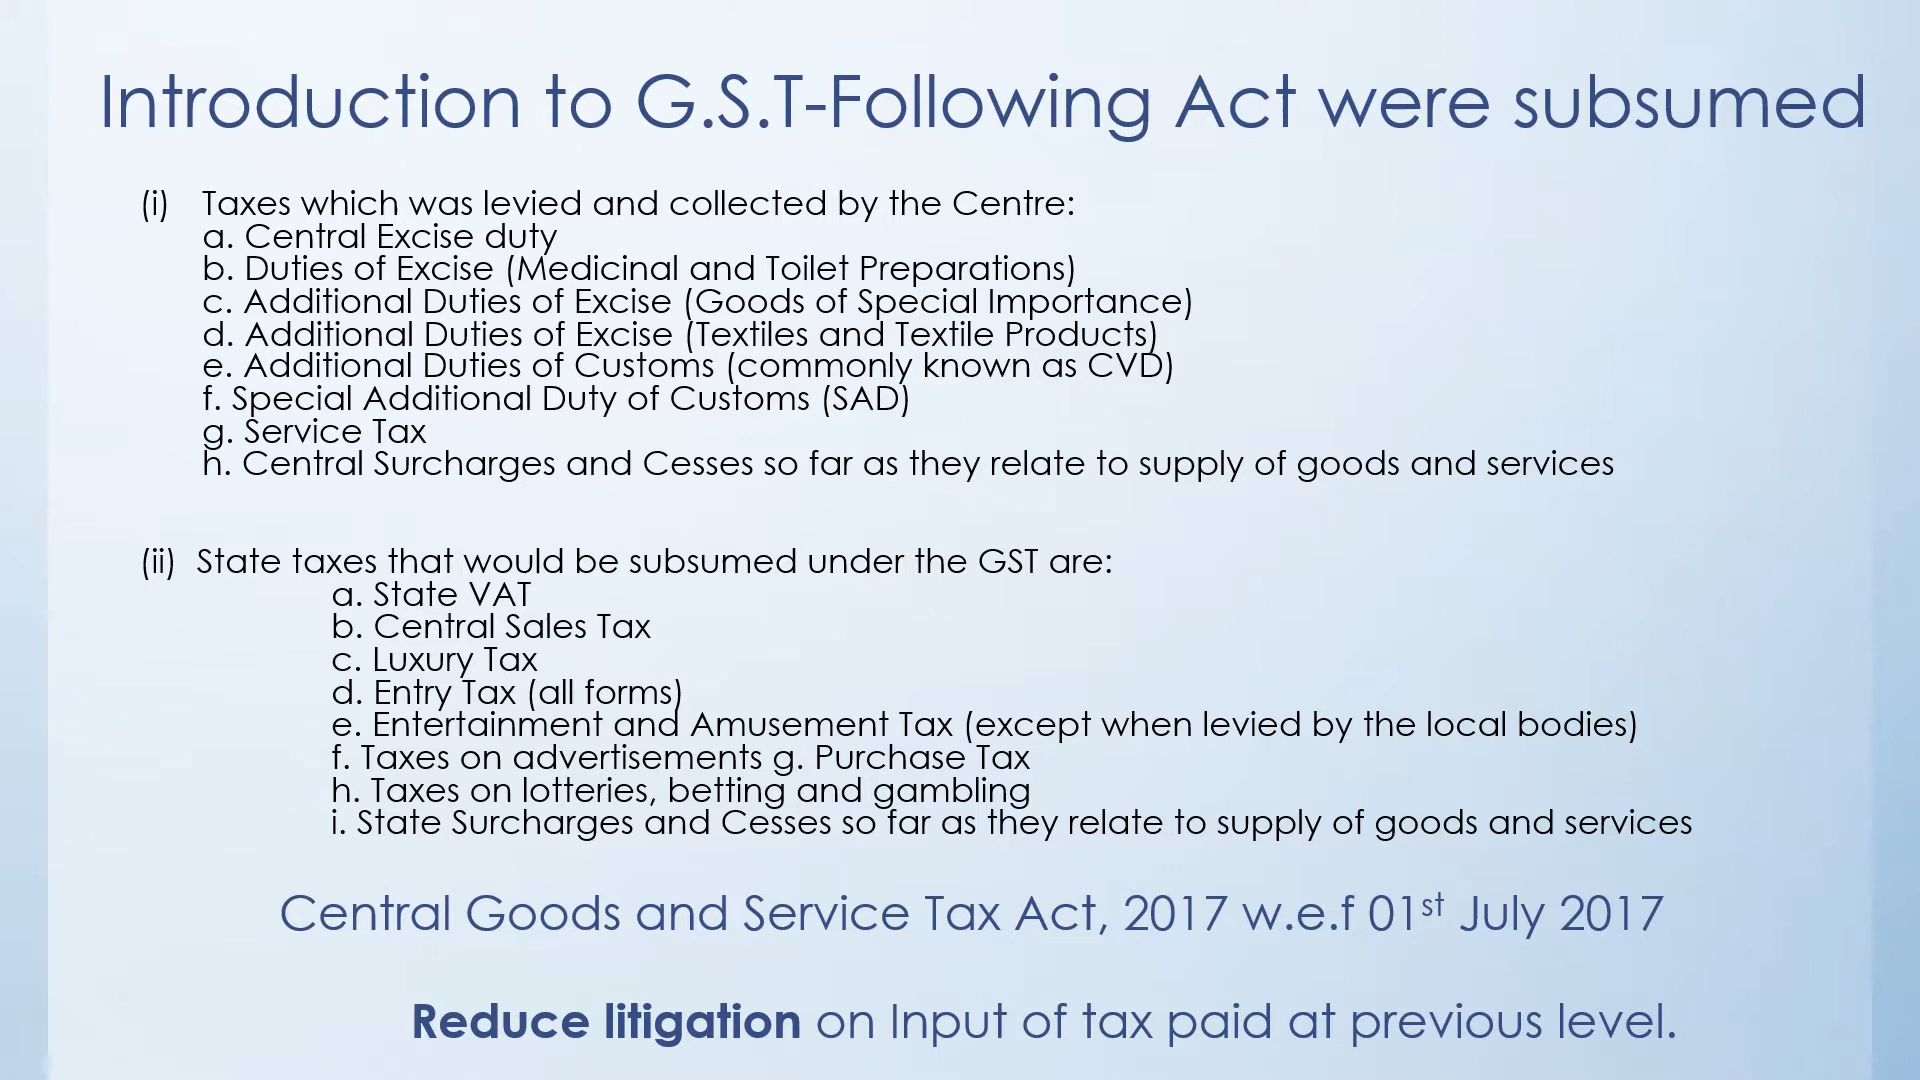 Introduction to G.S.T-Following Act were subsumed
(i) Taxes which was levied and collected by the Centre:
a. Central Excise duty
b. Duties of Excise (Medicinal and Toilet Preparations)
c. Additional Duties of Excise (Goods of Special Importance)
d. Additional Duties of Excise (Textiles and Textile Products)
e. Additional Duties of Customs (commonly known as CVD)
f. Special Additional Duty of Customs (SAD)
g. Service Tax
h. Central Surcharges and Cesses so far as they relate to supply of goods and services
(ii) State taxes that would be subsumed under the GST are:
a. State VAT
b. Central Sales Tax
c. Luxury Tax
d. Entry Tax (all forms)
e. Entertainment and Amusement Tax (except when levied by the local bodies)
f. Taxes on advertisements g. Purchase Tax
h. Taxes on lotteries, betting and gambling
i. State Surcharges and Cesses so far as they relate to supply of goods and services
Central Goods and Service Tax Act, 2017 w.e.f 01st July 2017
Reduce litigation on Input of tax paid at previous level.